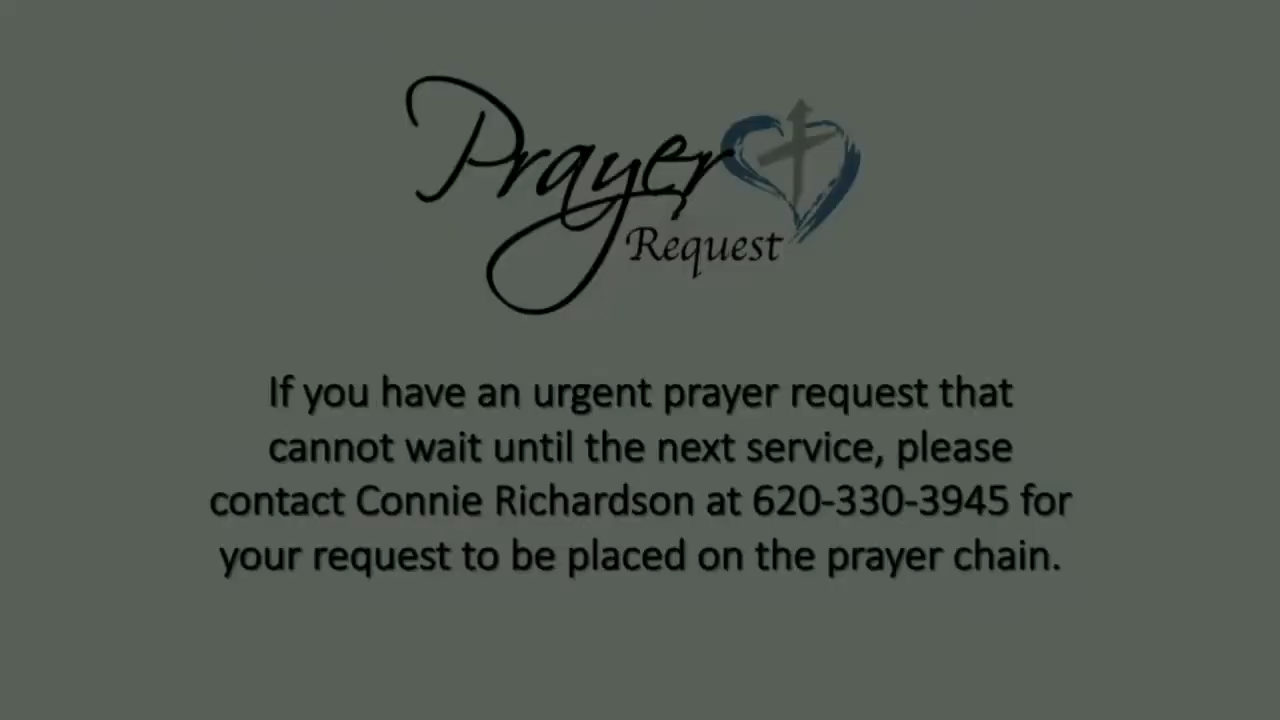 Prayer
Request
If you have an urgent prayer request that
cannot wait until the next service, please
contact Connie Richardson at 620-330-3945 for
your request to be placed on the prayer chain.